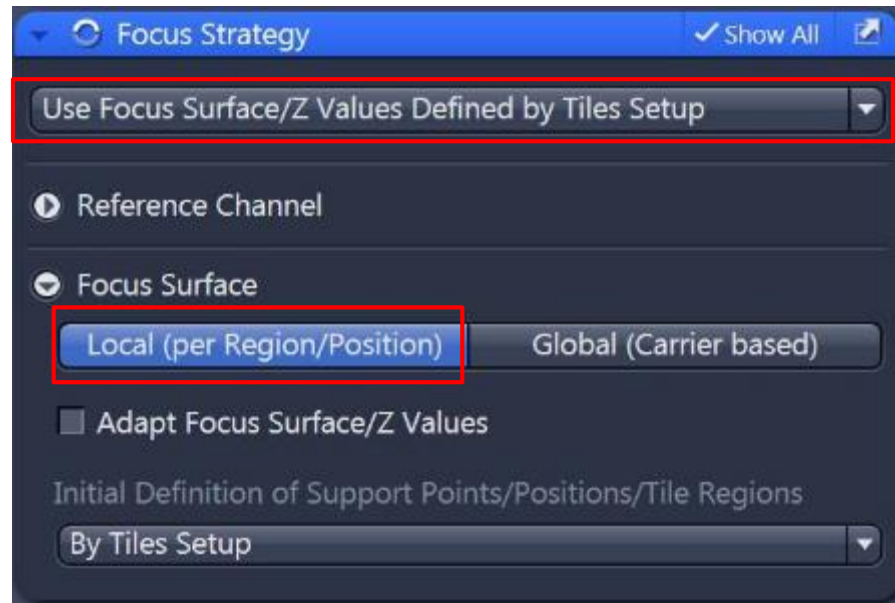 Focus Strategy
Show All
Use Focus Surface/Z Values Defined by Tiles Setup
Reference Channel
Focus Surface
Local (per Region/Position)
Global (Carrier based)
Adapt Focus Surface/Z Values
Initial Definition of Support Points/Positions/Tile Regions
By Tiles Setup